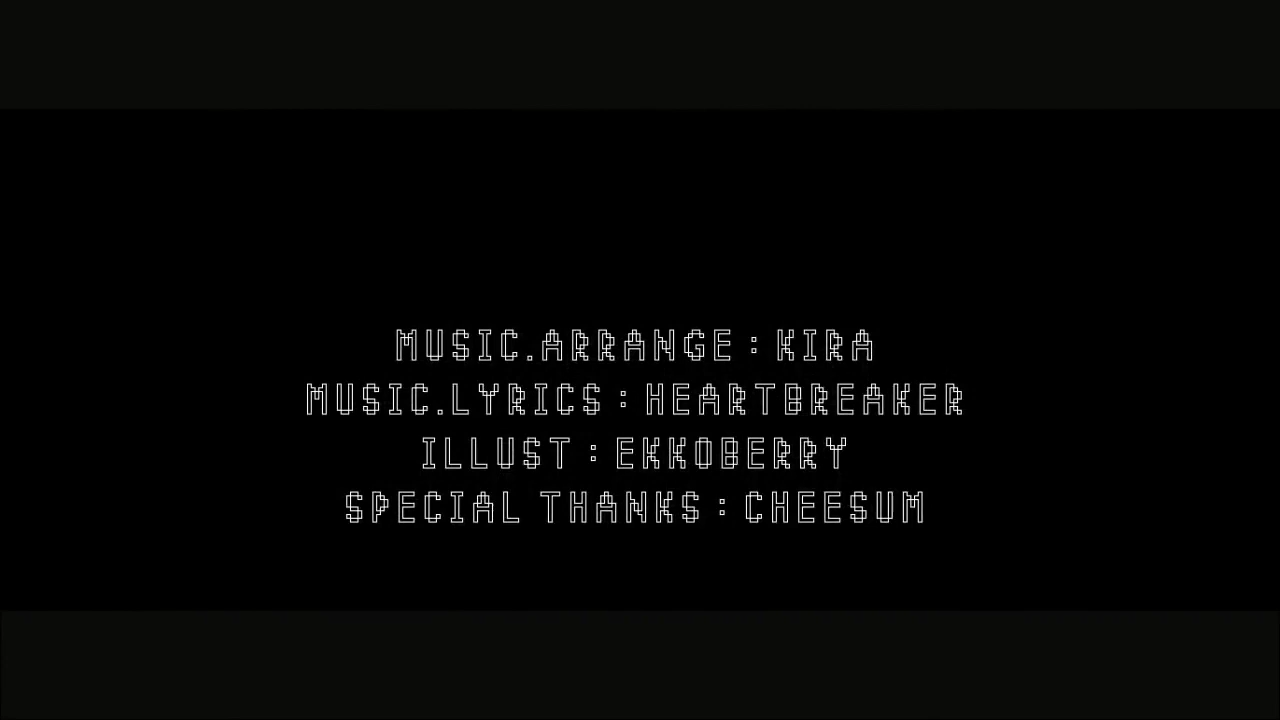 MUSIC.ARRANGE : KIRA
MUSIC.LYRICS : HEARTBREAKER
ILLUST : EKKOBERRY
SPECIAL THANKS : CHEESUM